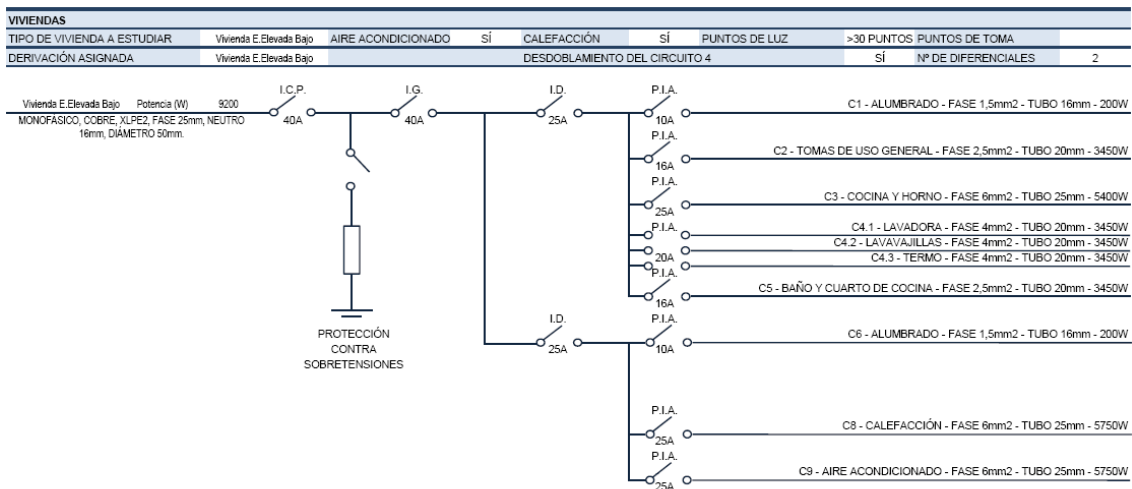 VIVIENDAS
TIPO DE VIVIENDA A ESTUDIAR Vivienda E.Elevada Bajo AIRE ACONDICIONADO SÍ CALEFACCIÓN SÍ PUNTOS DE LUZ >30 PUNTOS PUNTOS DE TOMA
DERIVACIÓN ASIGNADA Vivienda E.Elevada Bajo DESDOBLAMIENTO DEL CIRCUITO 4 SÍ Nº DE DIFERENCIALES 2
I.C.P. I.G. I.D. P.I.A.
Vivienda E.Elevada Bajo Potencia (W) 9200
C1 - ALUMBRADO - FASE 1,5mm2 - TUBO 16mm - 200W
40A 40A 25A 10A
MONOFÁSICO, COBRE, XLPE2, FASE 25mm, NEUTRO
16mm, DIÁMETRO 50mm.
P.I.A.
C2 - TOMAS DE USO GENERAL - FASE 2,5mm2 - TUBO 20mm - 3450W
16A
P.I.A.
C3 - COCINA Y HORNO - FASE 6mm2 - TUBO 25mm - 5400W
25A
P.I.A.
C4.1 - LAVADORA - FASE 4mm2 - TUBO 20mm - 3450W
C4.2 - LAVAVAJILLAS - FASE 4mm2 - TUBO 20mm - 3450W
20A
C4.3 - TERMO - FASE 4mm2 - TUBO 20mm - 3450W
P.I.A.
C5 - BAÑO Y CUARTO DE COCINA - FASE 2,5mm2 - TUBO 20mm - 3450W
16A
I.D. P.I.A.
C6 - ALUMBRADO - FASE 1,5mm2 - TUBO 16mm - 200W
25A 10A
PROTECCIÓN
CONTRA
SOBRETENSIONES
P.I.A.
C8 - CALEFACCIÓN - FASE 6mm2 - TUBO 25mm - 5750W
25A
P.I.A.
C9 - AIRE ACONDICIONADO - FASE 6mm2 - TUBO 25mm - 5750W
25A